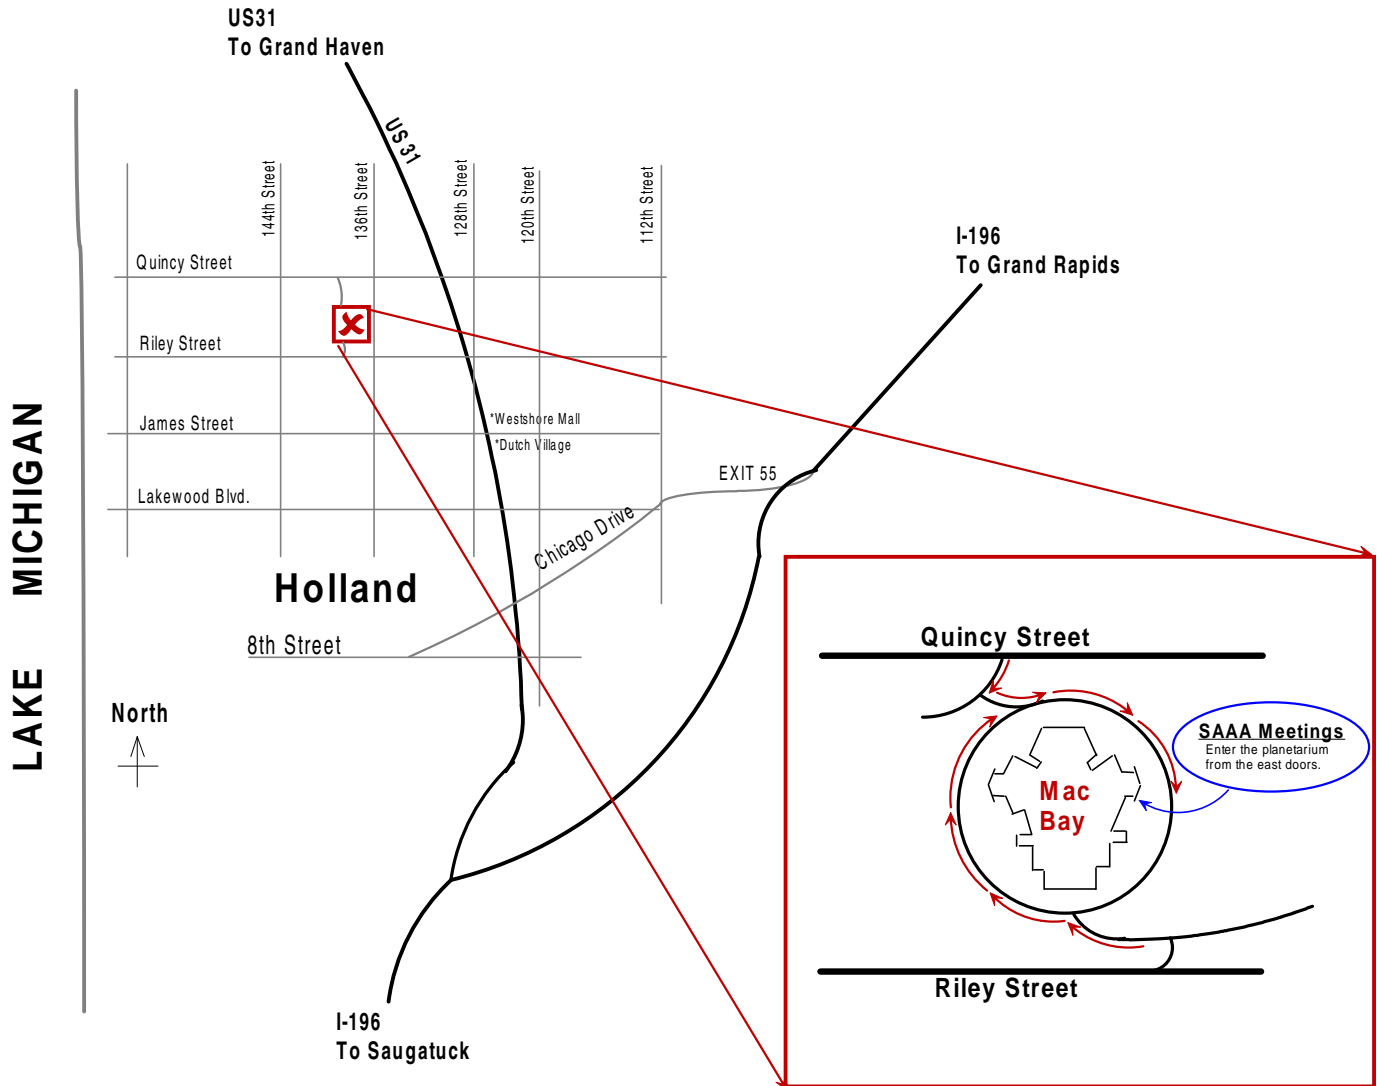 US31
To Grand Haven
US31
144th Street
136th Street
128th Street
120th Street
112th Street
I-196
To Grand Rapids
Quincy Street
Riley Street
James Street
*Westshore Mall
*Dutch Village
Lakewood Blvd.
EXIT 55
Chicago Drive
Holland
8th Street
LAKE MICHIGAN
North
Quincy Street
SAAA Meetings
Enter the planetarium
from the east doors.
Mac
Bay
Riley Street
I-196
To Saugatuck